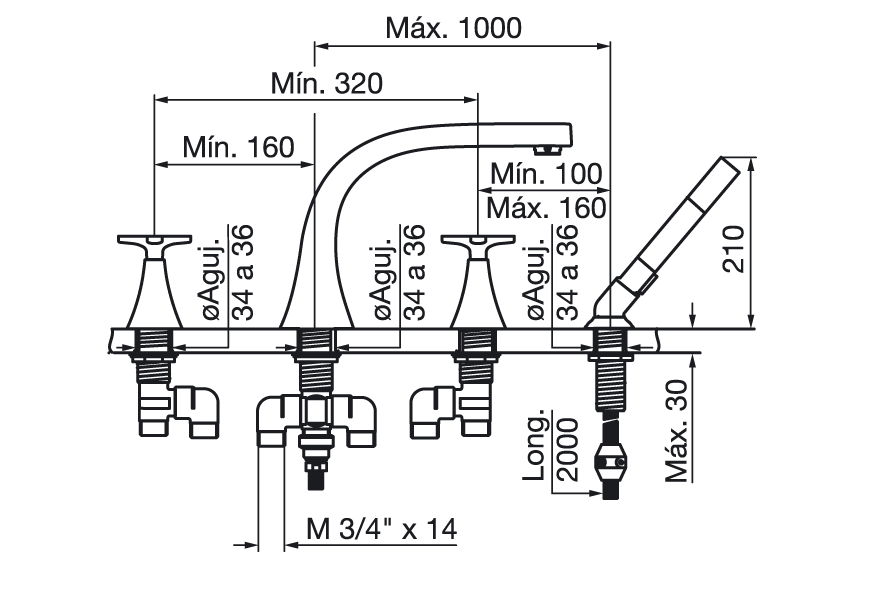 Máx. 1000
Mín. 320
Mín. 160
Mín. 100
Máx. 160
øAguj.
34 a 36
øAguj.
34 a 36
øAguj.
34 a 36
210
Long.
2000
Máx. 30
M 3/4" x 14